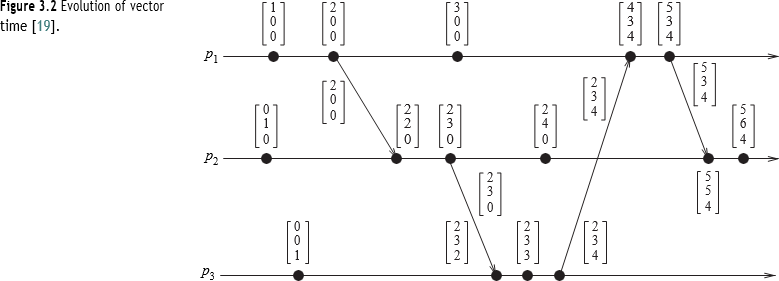 Figure 3.2 Evolution of vector
time [19].
1 2 3 4 5
0 0 0 3 3
0 0 0 4 4
p1
2 2 5
0 3 3
0 4 4
0 2 2 2 5
1 2 3 4 6
0 0 0 0 4
p2
2 5
3 5
0 4
0 2 2 2
0 3 3 3
1 2 3 4
p3